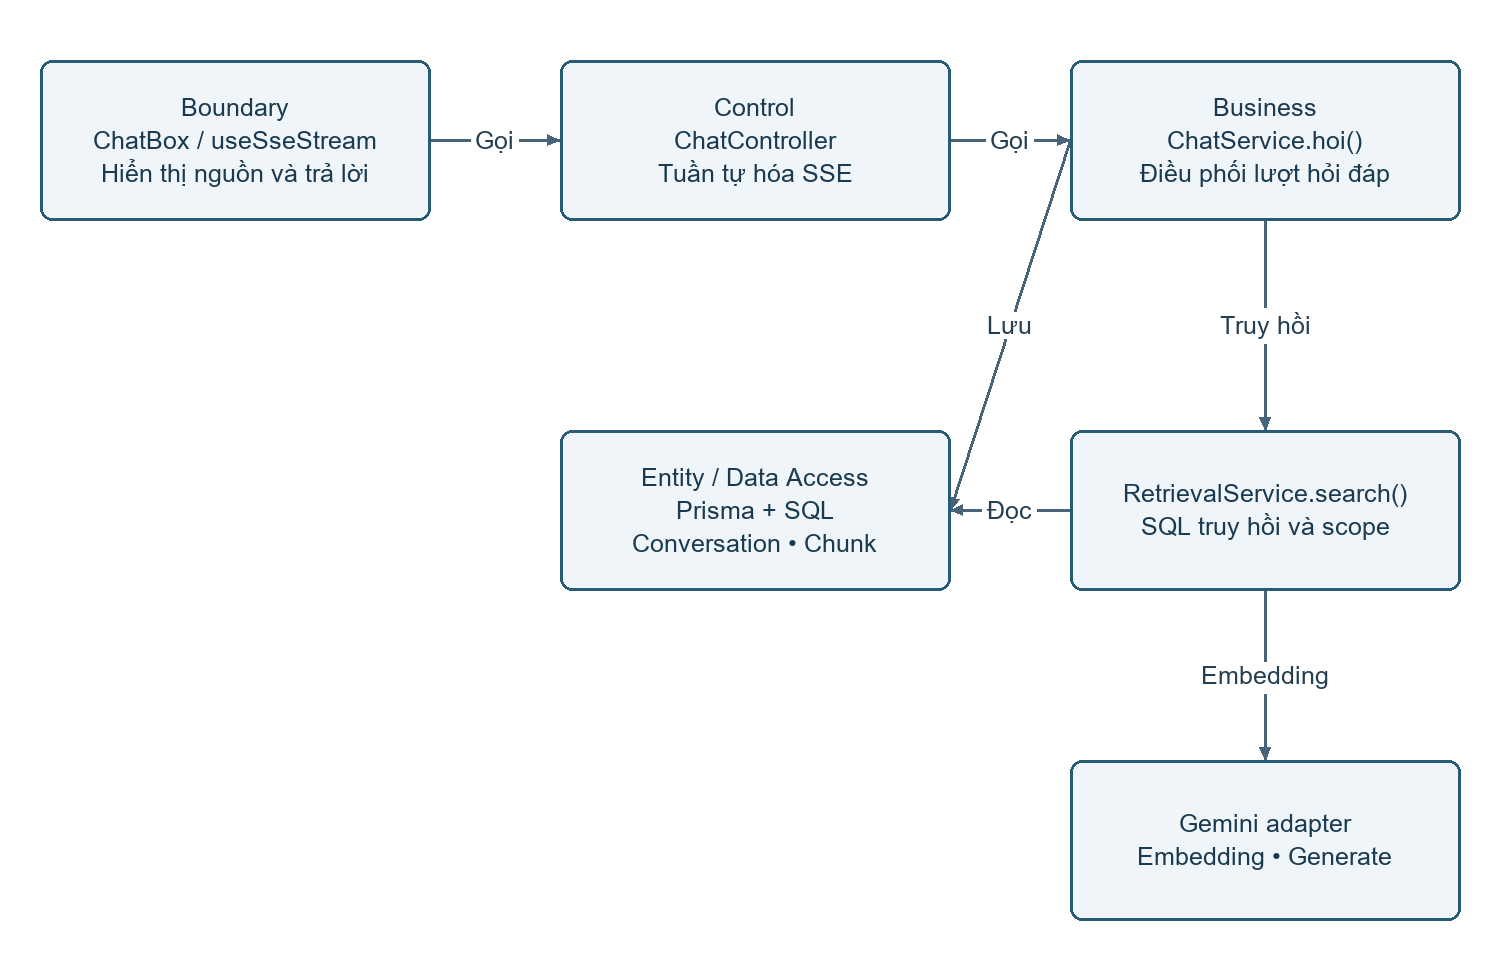 Boundary
ChatBox / useSseStream
Hiển thị nguồn và trả lời
Gọi
Control
ChatController
Tuần tự hóa SSE
Gọi
Business
ChatService.hoi()
Điều phối lượt hỏi đáp
Lưu
Truy hồi
Entity / Data Access
Prisma + SQL
Conversation • Chunk
Đọc
RetrievalService.search()
SQL truy hồi và scope
Embedding
Gemini adapter
Embedding • Generate